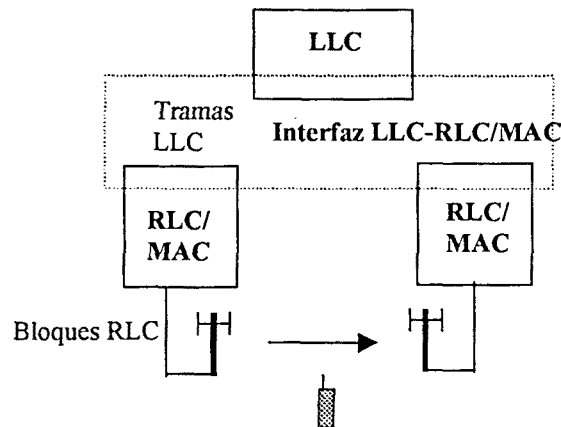 LLC
Tramas
LLC
Interfaz LLC-RLC/MAC
RLC/
MAC
RLC/
MAC
Bloques RLC